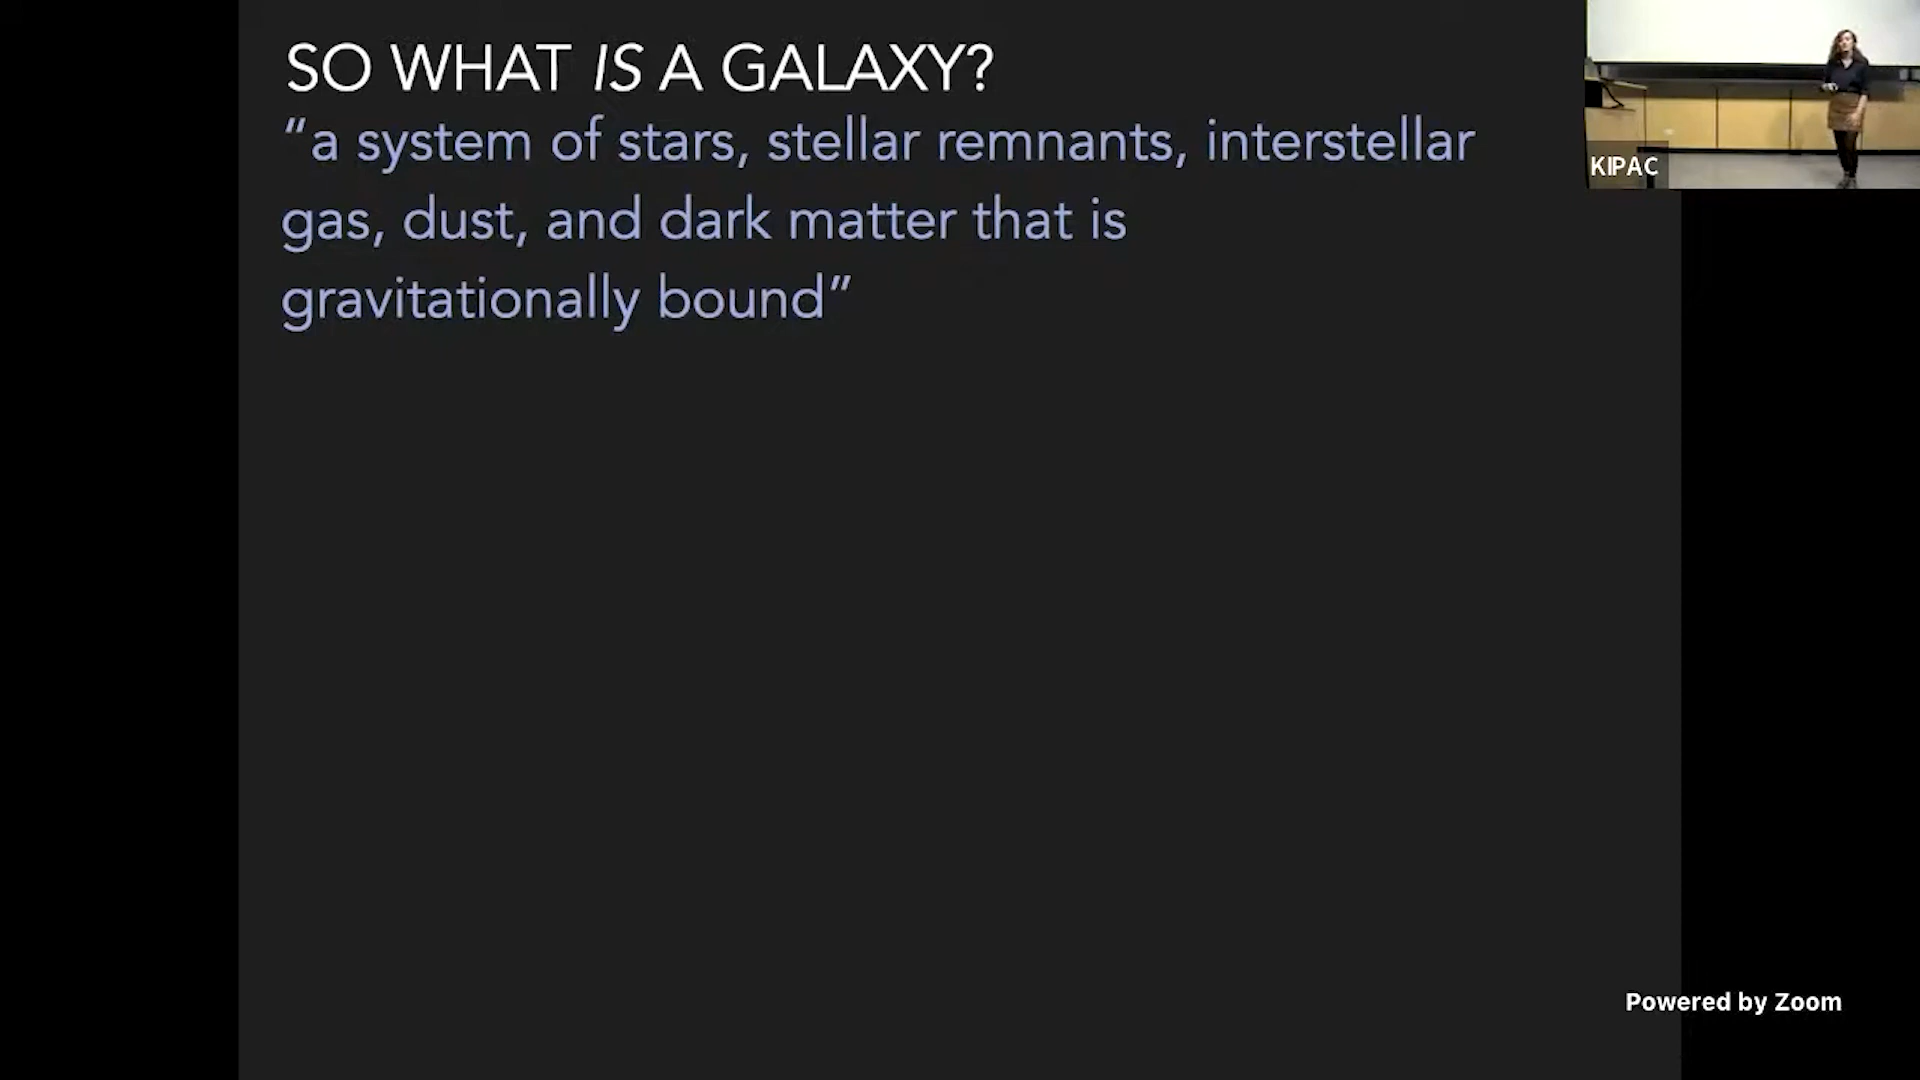 SO WHAT IS A GALAXY?
“a system of stars, stellar remnants, interstellar
gas, dust, and dark matter that is
gravitationally bound”
KIPAC
Powered by Zoom